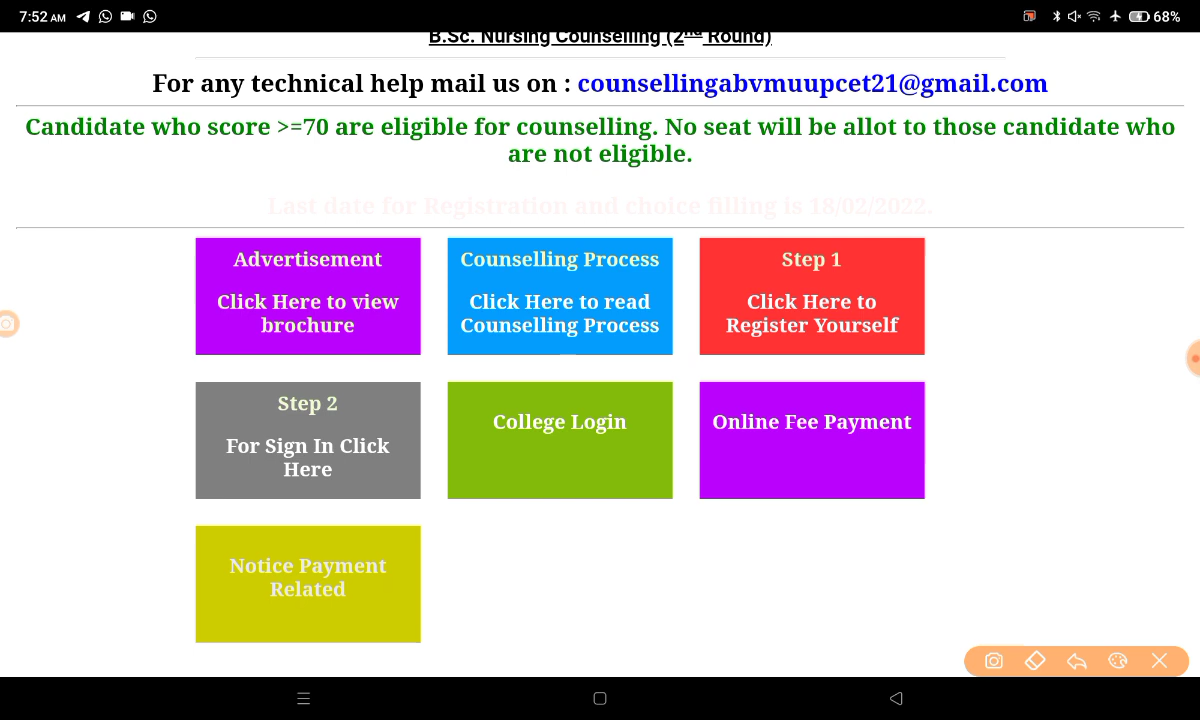 7:52 AM
68%
B.Sc. Nursing Counselling (2nd Round)
For any technical help mail us on : counsellingabvmuupcet21@gmail.com
Candidate who score >=70 are eligible for counselling. No seat will be allot to those candidate who
are not eligible.
Last date for Registration and choice filling is 18/02/2022.
Advertisement
Click Here to view
brochure
Counselling Process
Click Here to read
Counselling Process
Step 1
Click Here to
Register Yourself
Step 2
For Sign In Click
Here
College Login
Online Fee Payment
Notice Payment
Related